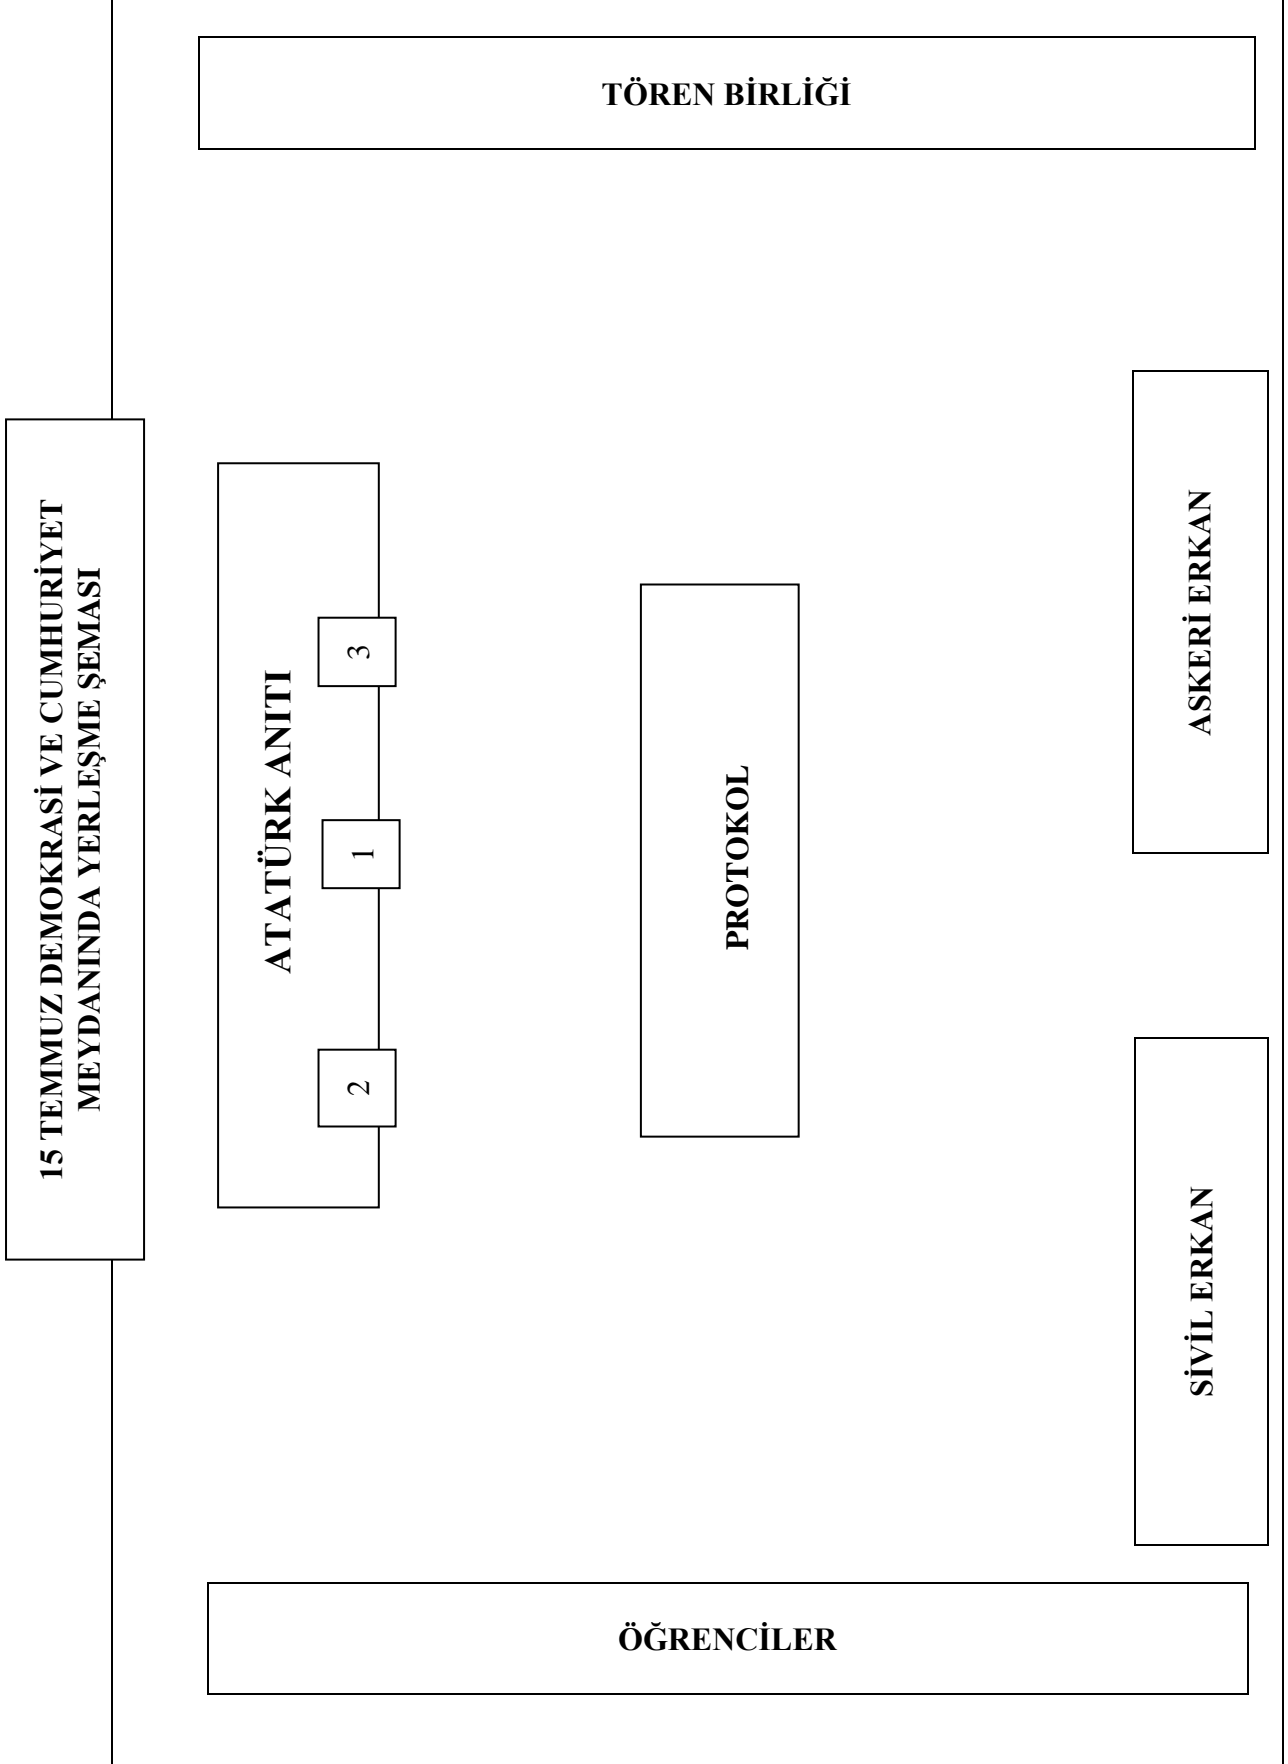 15 TEMMUZ DEMOKRASİ VE CUMHURİYET
MEYDANINDA YERLEŞME ŞEMASI
ATATÜRK ANITI
2
1
3
PROTOKOL
SİVİL ERKAN
ASKERİ ERKAN
TÖREN BİRLİĞİ
ÖĞRENCİLER